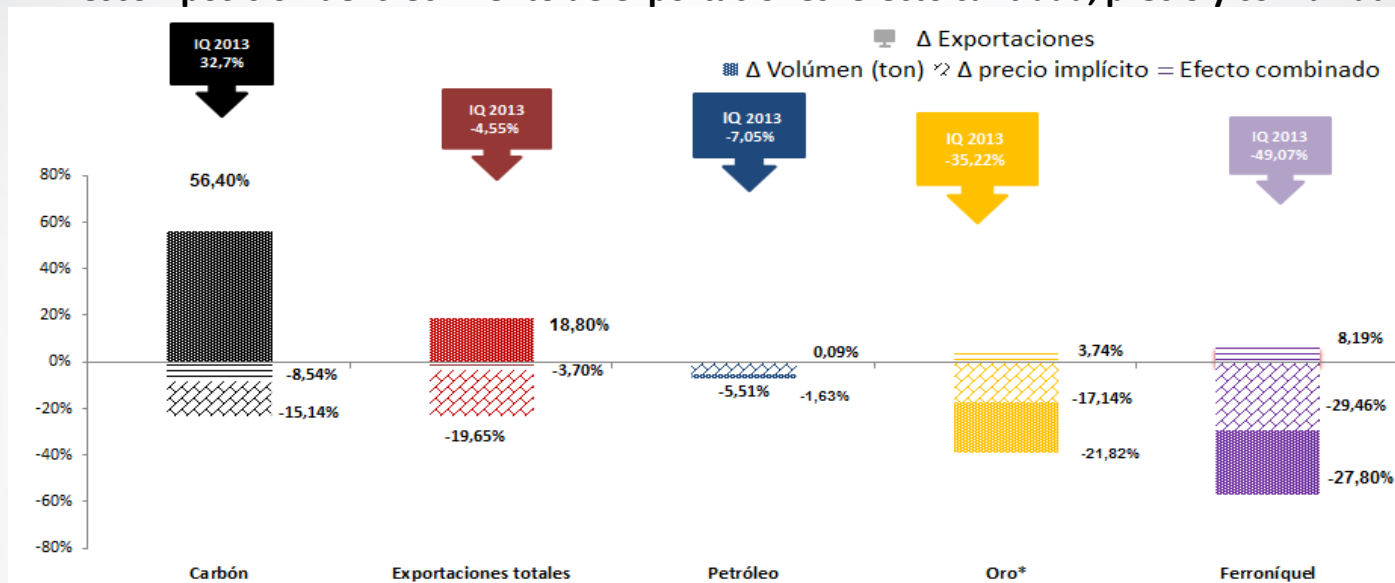 IQ 2013
32,7%
Δ Exportaciones
Δ Volúmen (ton) Δ precio implícito Efecto combinado
IQ 2013
-4,55%
IQ 2013
-7,05%
IQ 2013
-35,22%
IQ 2013
-49,07%
80%
60%
40%
20%
0%
-20%
-40%
-60%
-80%
56,40%
-8,54%
-15,14%
18,80%
-3,70%
-19,65%
0,09%
-5,51%
-1,63%
3,74%
-17,14%
-21,82%
8,19%
-29,46%
-27,80%
Carbón
Exportaciones totales
Petróleo
Oro*
Ferroníquel